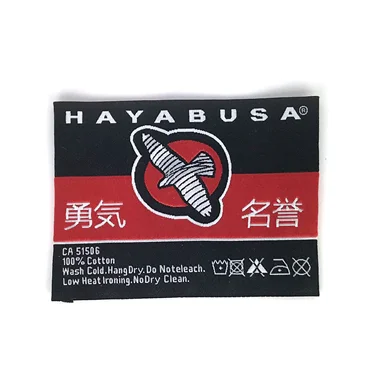 HAYABUSA®
勇気 名誉
CA 51506
100% Cotton
Wash Cold.HangDry.Do Noteleach.
Low Heat Ironing.NoDry Clean.